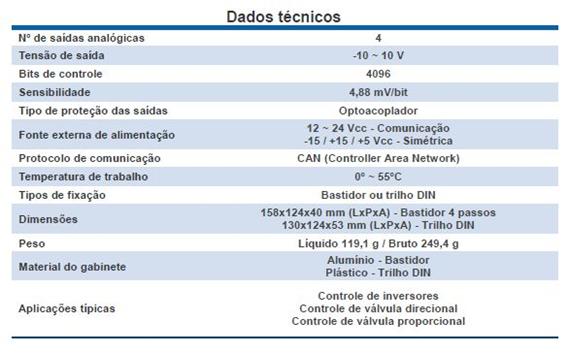 Dados técnicos
Nº de saídas analógicas 4
Tensão de saída -10 ~ 10 V
Bits de controle 4096
Sensibilidade 4,88 mV/bit
Tipo de proteção das saídas Optoacoplador
Fonte externa de alimentação 12 ~ 24 Vcc - Comunicação
-15 / +15 / +5 Vcc - Simétrica
Protocolo de comunicação CAN (Controller Area Network)
Temperatura de trabalho 0º ~ 55ºC
Tipos de fixação Bastidor ou trilho DIN
Dimensões 158x124x40 mm (LxPxA) - Bastidor 4 passos
130x124x53 mm (LxPxA) - Trilho DIN
Peso Líquido 119,1 g / Bruto 249,4 g
Material do gabinete Alumínio - Bastidor
Plástico - Trilho DIN
Aplicações típicas Controle de inversores
Controle de válvula direcional
Controle de válvula proporcional